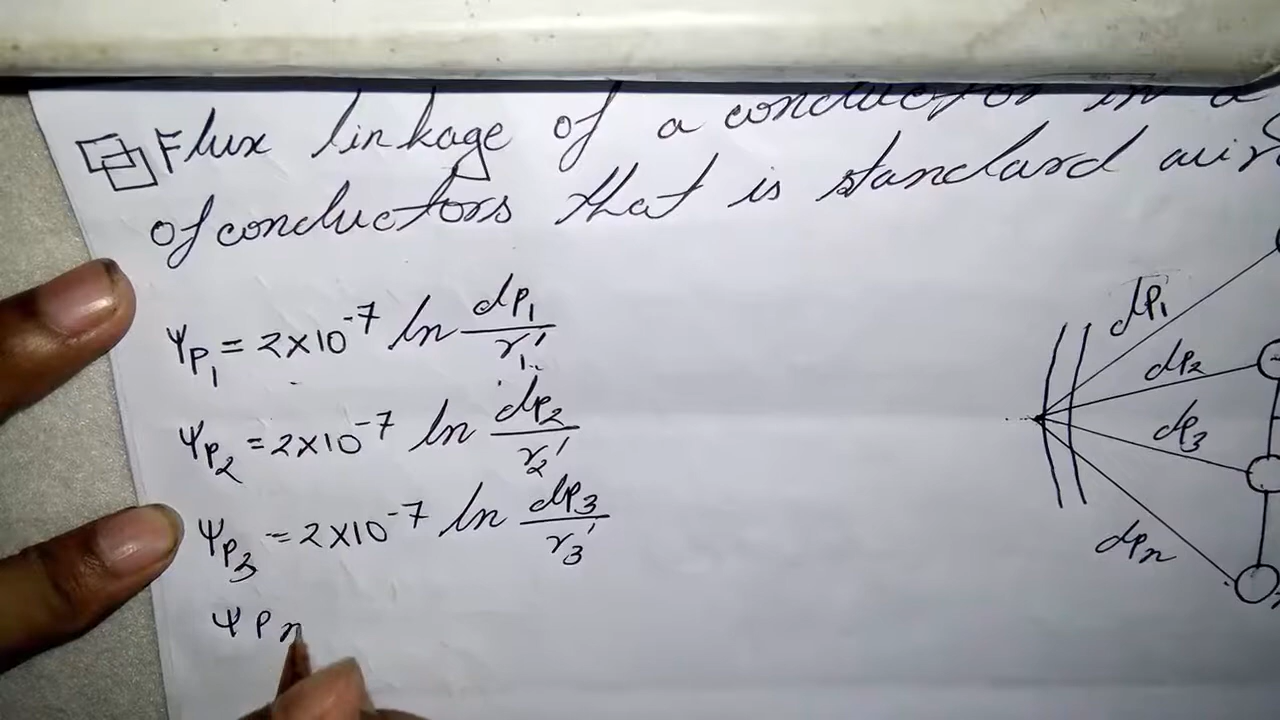 Flux linkage of a conductor in a
of conductors that is standard
ΨP₁ = 2×10⁻⁷ ln dP₁/r₁'
ΨP₂ = 2×10⁻⁷ ln dP₂/r₂'
ΨP₃ = 2×10⁻⁷ ln dP₃/r₃'
ΨPn
dP₁
dP₂
dP₃
dPn